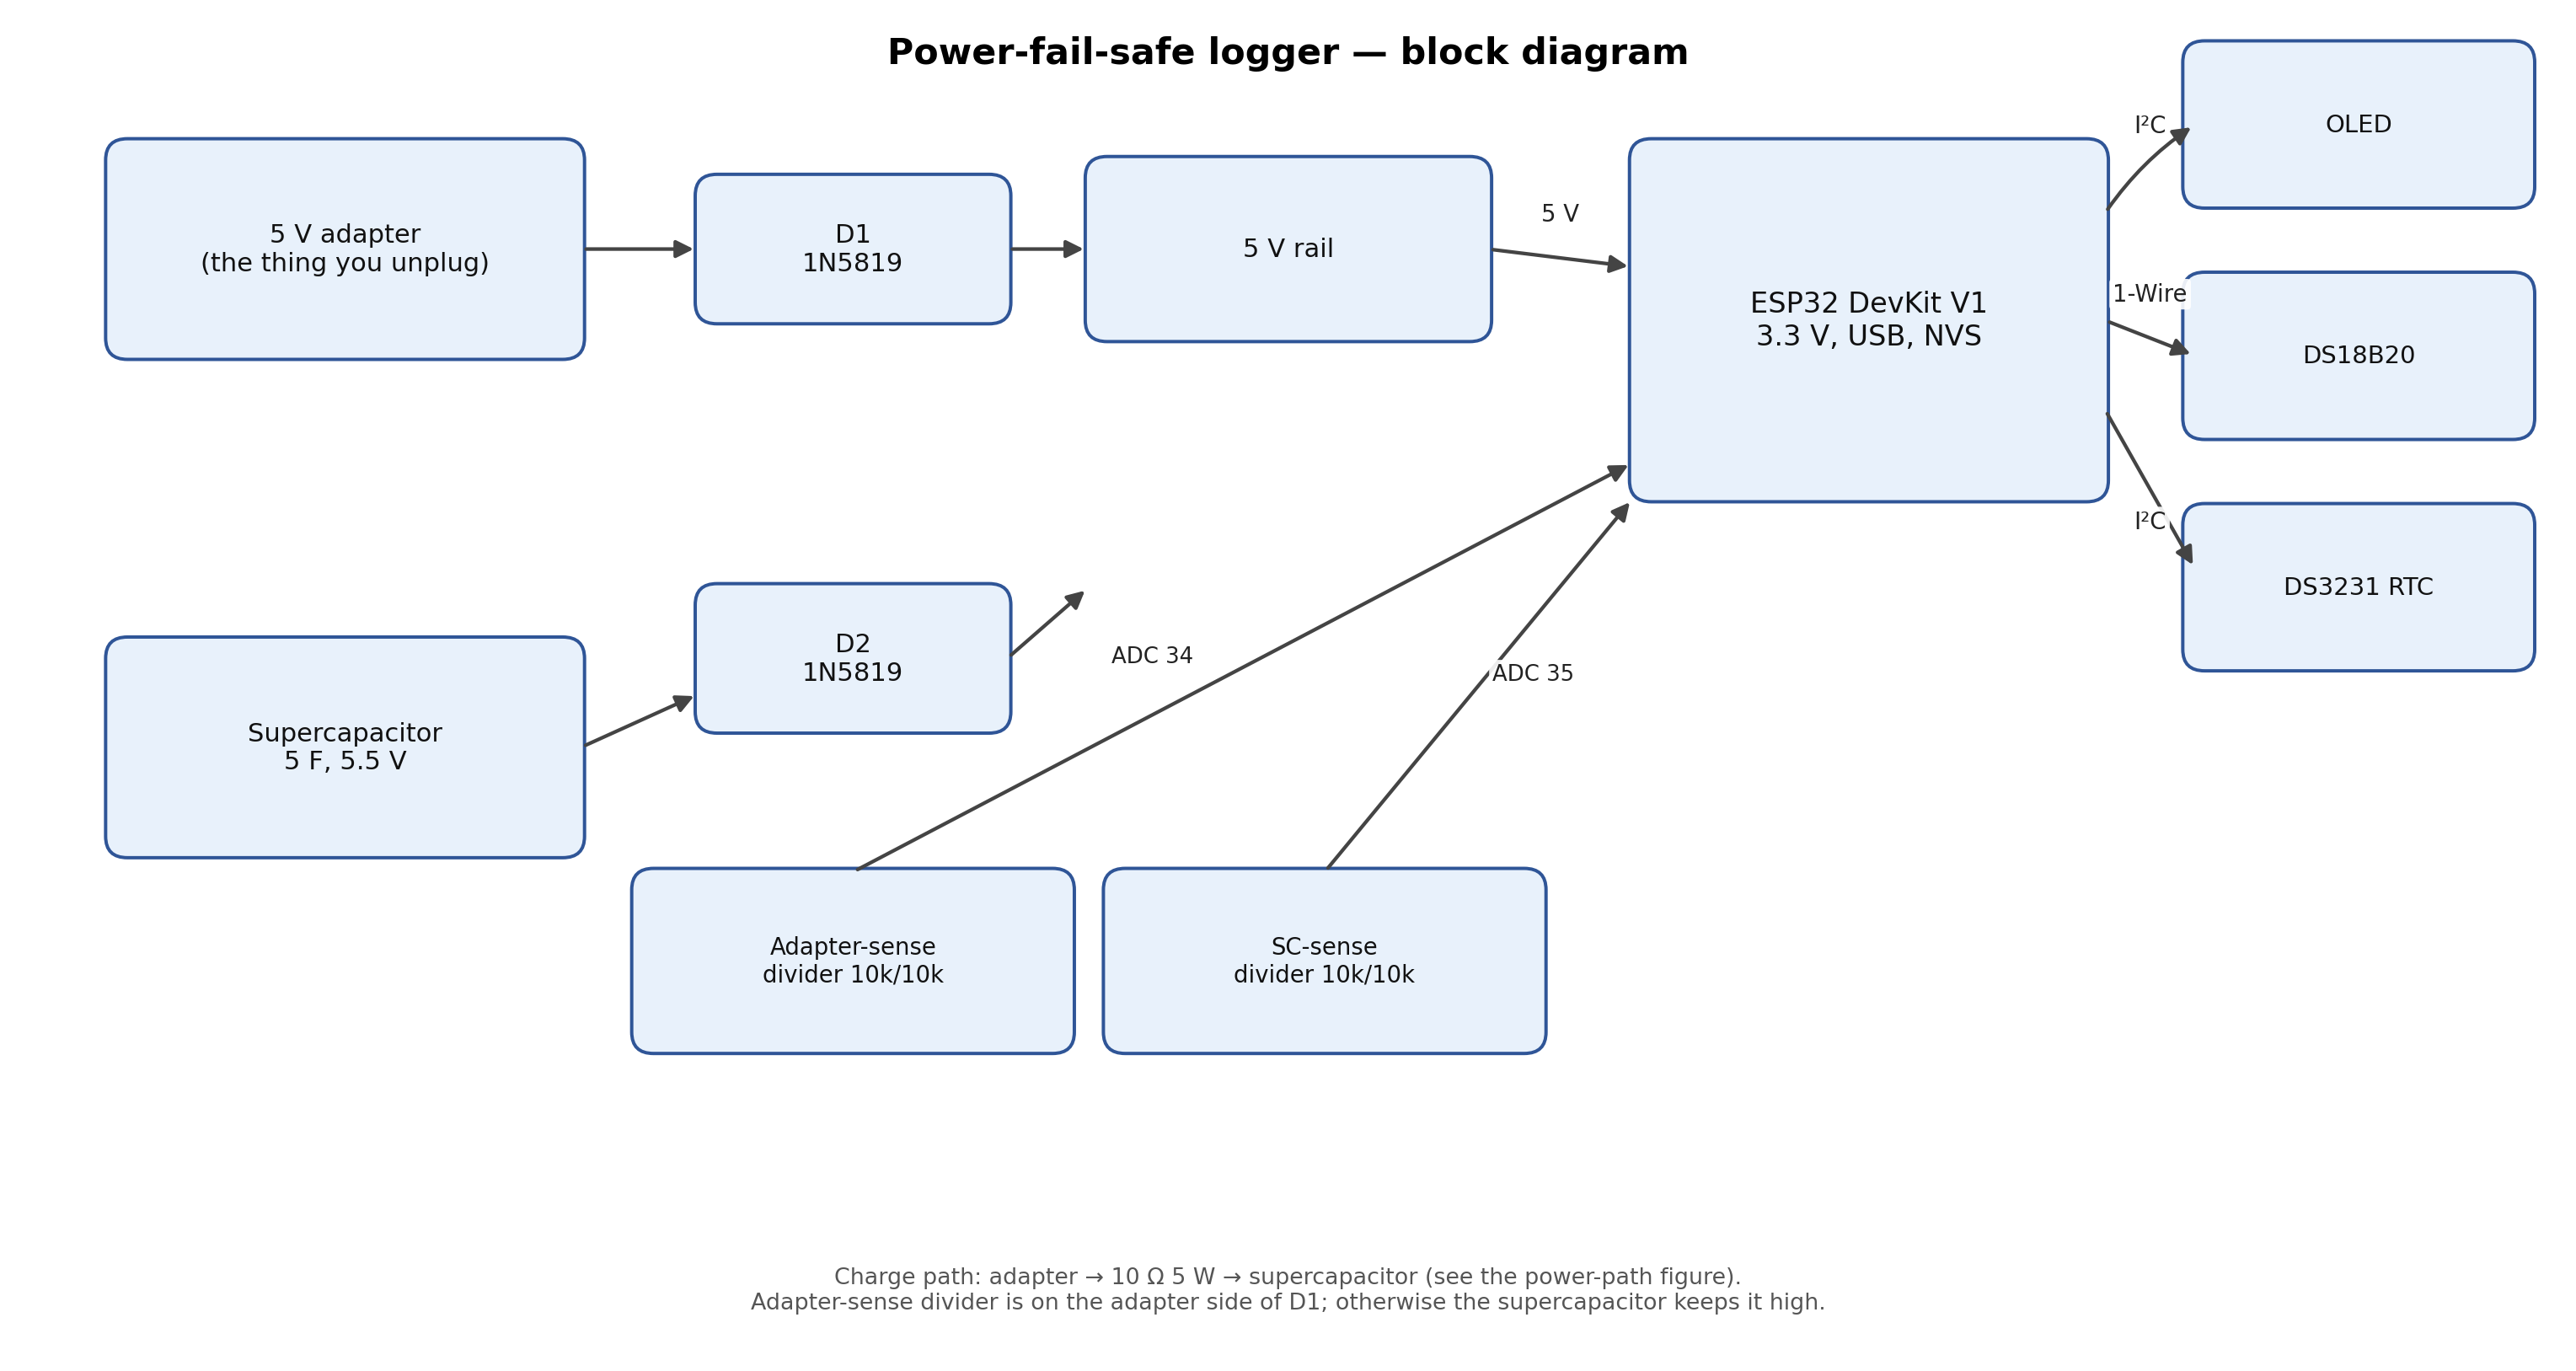 Power-fail-safe logger — block diagram
5 V adapter
(the thing you unplug)
D1
1N5819
5 V rail
5 V
ESP32 DevKit V1
3.3 V, USB, NVS
I²C
OLED
1-Wire
DS18B20
I²C
DS3231 RTC
Supercapacitor
5 F, 5.5 V
D2
1N5819
ADC 34
ADC 35
Adapter-sense
divider 10k/10k
SC-sense
divider 10k/10k
Charge path: adapter → 10 Ω 5 W → supercapacitor (see the power-path figure).
Adapter-sense divider is on the adapter side of D1; otherwise the supercapacitor keeps it high.